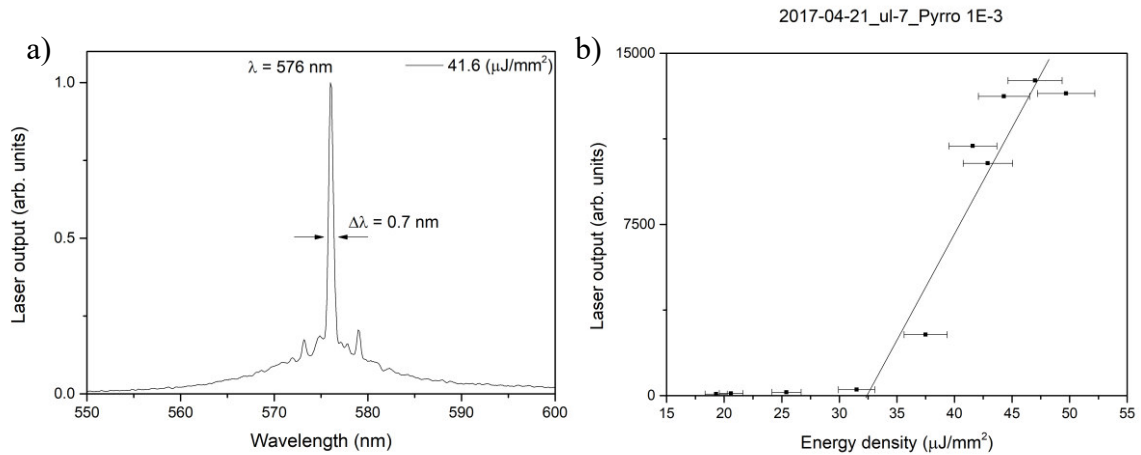 2017-04-21_ul-7_Pyrro 1E-3
a)
λ = 576 nm
41.6 (μJ/mm²)
1.0
0.5
0.0
Δλ = 0.7 nm
Laser output (arb. units)
550 560 570 580 590 600
Wavelength (nm)
b)
15000
7500
0
Laser output (arb. units)
15 20 25 30 35 40 45 50 55
Energy density (μJ/mm²)